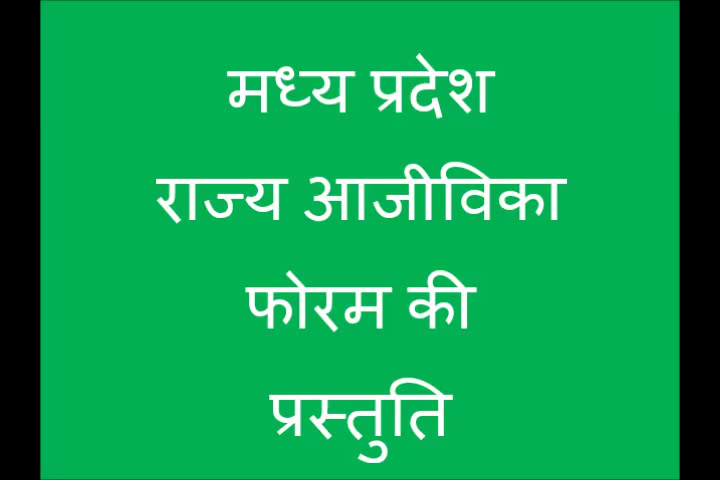 मध्य प्रदेश
राज्य आजीविका
फोरम की
प्रस्तुति